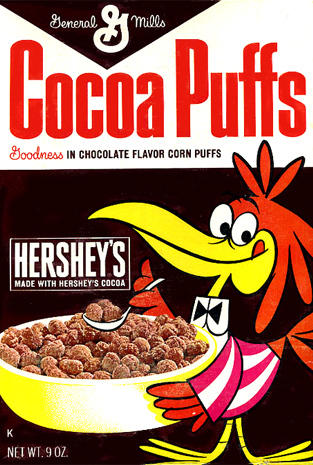 General G Mills
Cocoa Puffs
Goodness IN CHOCOLATE FLAVOR CORN PUFFS
HERSHEY'S
MADE WITH HERSHEY'S COCOA
K
NET WT. 9 OZ.